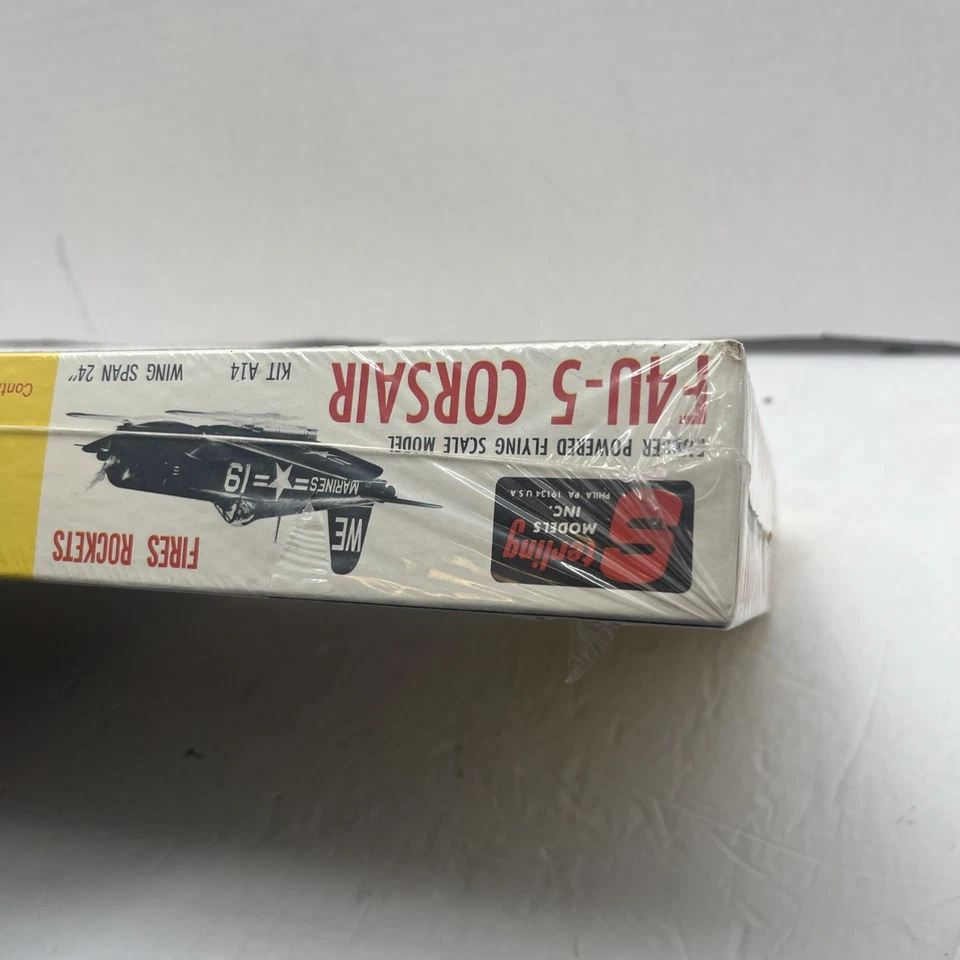 Sterling
MODELS
INC.
PHILA. PA. 19134 U.S.A
POWERED FLYING SCALE MODEL
F4U-5 CORSAIR
KIT A14
WING SPAN 24"
FIRES ROCKETS
WE
MARINES
19